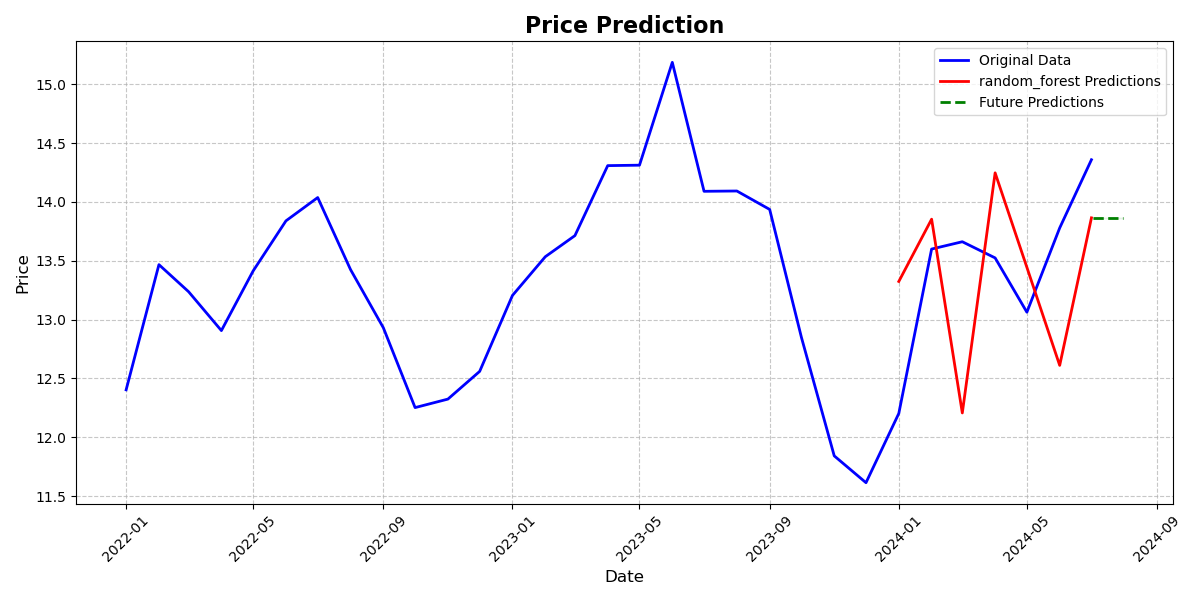 Price Prediction
Original Data
random_forest Predictions
Future Predictions
Price
15.0
14.5
14.0
13.5
13.0
12.5
12.0
11.5
2022-01
2022-05
2022-09
2023-01
2023-05
2023-09
2024-01
2024-05
2024-09
Date